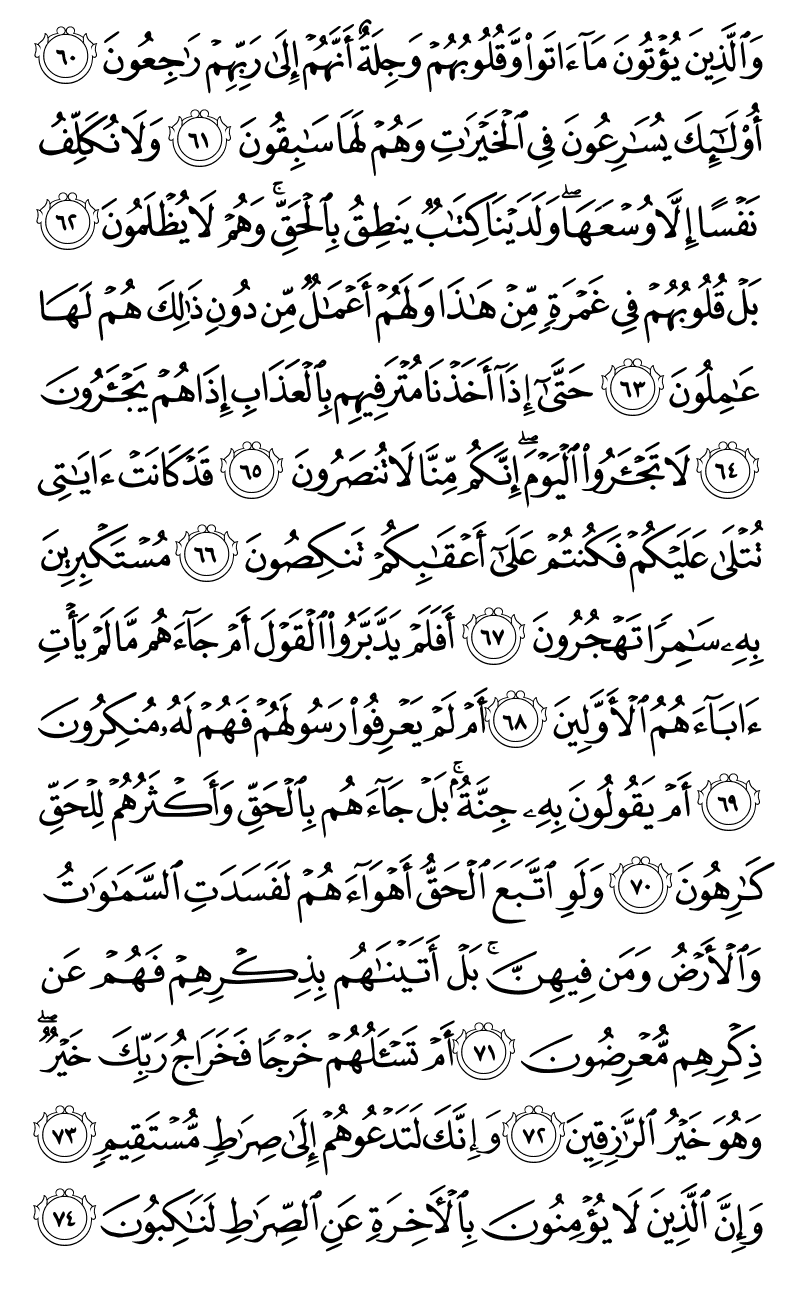 وَٱلَّذِينَ يُؤۡتُونَ مَآ ءَاتَواْ وَّقُلُوبُهُمۡ وَجِلَةٌ أَنَّهُمۡ إِلَىٰ رَبِّهِمۡ رَٰجِعُونَ ٦٠
أُوْلَـٰٓئِكَ يُسَٰرِعُونَ فِي ٱلۡخَيۡرَٰتِ وَهُمۡ لَهَا سَٰبِقُونَ ٦١ وَلَا نُكَلِّفُ
نَفۡسًا إِلَّا وُسۡعَهَاۖ وَلَدَيۡنَا كِتَٰبٞ يَنطِقُ بِٱلۡحَقِّۚ وَهُمۡ لَا يُظۡلَمُونَ ٦٢
بَلۡ قُلُوبُهُمۡ فِي غَمۡرَةٖ مِّنۡ هَٰذَا وَلَهُمۡ أَعۡمَٰلٞ مِّن دُونِ ذَٰلِكَ هُمۡ لَهَا
عَٰمِلُونَ ٦٣ حَتَّىٰٓ إِذَآ أَخَذۡنَا مُتۡرَفِيهِم بِٱلۡعَذَابِ إِذَا هُمۡ يَجۡـَٔرُونَ
٦٤ لَا تَجۡـَٔرُواْ ٱلۡيَوۡمَۖ إِنَّكُم مِّنَّا لَا تُنصَرُونَ ٦٥ قَدۡ كَانَتۡ ءَايَٰتِي
تُتۡلَىٰ عَلَيۡكُمۡ فَكُنتُمۡ عَلَىٰٓ أَعۡقَٰبِكُمۡ تَنكِصُونَ ٦٦ مُسۡتَكۡبِرِينَ
بِهِۦ سَٰمِرٗا تَهۡجُرُونَ ٦٧ أَفَلَمۡ يَدَّبَّرُواْ ٱلۡقَوۡلَ أَمۡ جَآءَهُم مَّا لَمۡ يَأۡتِ
ءَابَآءَهُمُ ٱلۡأَوَّلِينَ ٦٨ أَمۡ لَمۡ يَعۡرِفُواْ رَسُولَهُمۡ فَهُمۡ لَهُۥ مُنكِرُونَ
٦٩ أَمۡ يَقُولُونَ بِهِۦ جِنَّةُۢۚ بَلۡ جَآءَهُم بِٱلۡحَقِّ وَأَكۡثَرُهُمۡ لِلۡحَقِّ
كَٰرِهُونَ ٧٠ وَلَوِ ٱتَّبَعَ ٱلۡحَقُّ أَهۡوَآءَهُمۡ لَفَسَدَتِ ٱلسَّمَٰوَٰتُ
وَٱلۡأَرۡضُ وَمَن فِيهِنَّۚ بَلۡ أَتَيۡنَٰهُم بِذِكۡرِهِمۡ فَهُمۡ عَن
ذِكۡرِهِم مُّعۡرِضُونَ ٧١ أَمۡ تَسۡـَٔلُهُمۡ خَرۡجٗا فَخَرَاجُ رَبِّكَ خَيۡرٞۖ
وَهُوَ خَيۡرُ ٱلرَّٰزِقِينَ ٧٢ وَإِنَّكَ لَتَدۡعُوهُمۡ إِلَىٰ صِرَٰطٖ مُّسۡتَقِيمٖ ٧٣
وَإِنَّ ٱلَّذِينَ لَا يُؤۡمِنُونَ بِٱلۡأٓخِرَةِ عَنِ ٱلصِّرَٰطِ لَنَٰكِبُونَ ٧٤